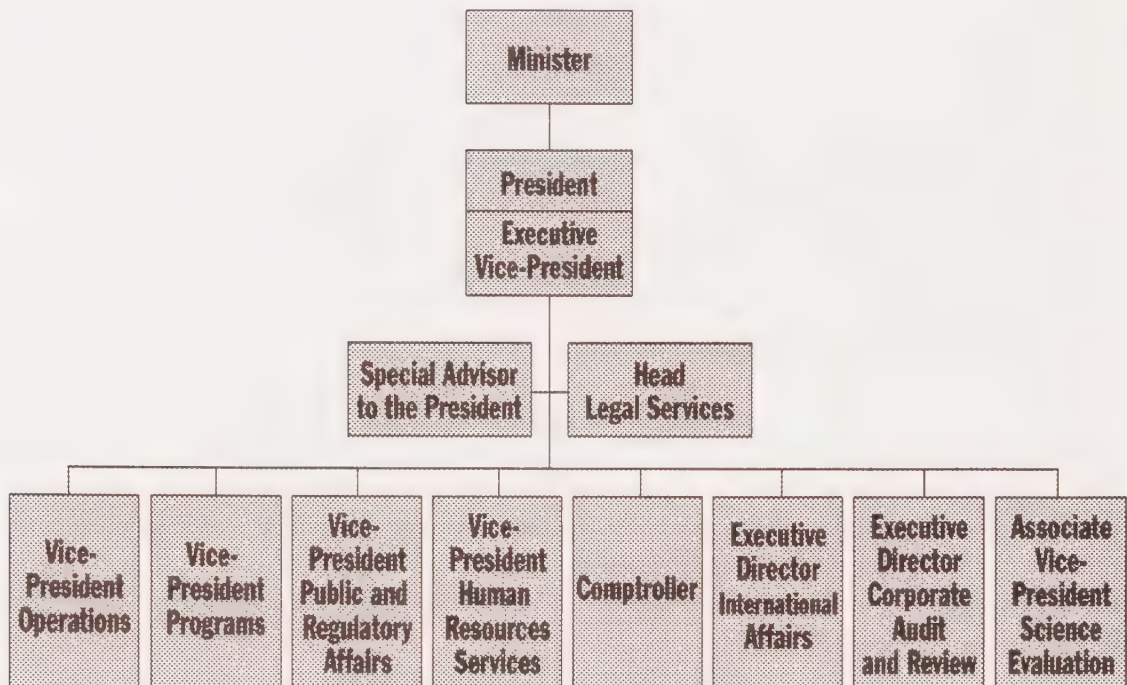 Minister
President
Executive
Vice-President
Special Advisor
to the President
Head
Legal Services
Vice-
President
Operations
Vice-
President
Programs
Vice-
President
Public and
Regulatory
Affairs
Vice-
President
Human
Resources
Services
Comptroller
Executive
Director
International
Affairs
Executive
Director
Corporate
Audit
and Review
Associate
Vice-
President
Science
Evaluation